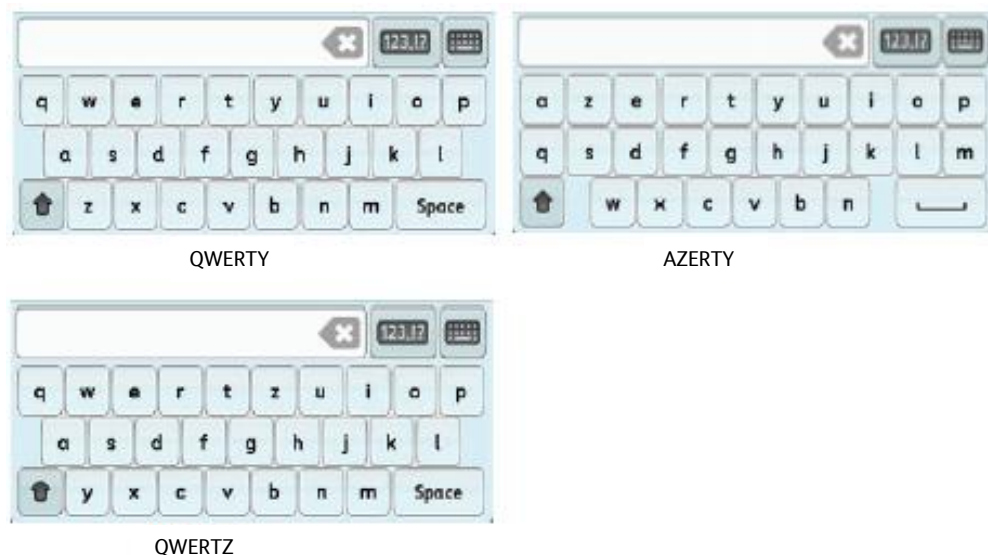 123,!?
q w e r t y u i o p
a s d f g h j k l
z x c v b n m Space
QWERTY
123,!?
a z e r t y u i o p
q s d f g h j k l m
w x c v b n
AZERTY
123,!?
q w e r t z u i o p
a s d f g h j k l
y x c v b n m Space
QWERTZ